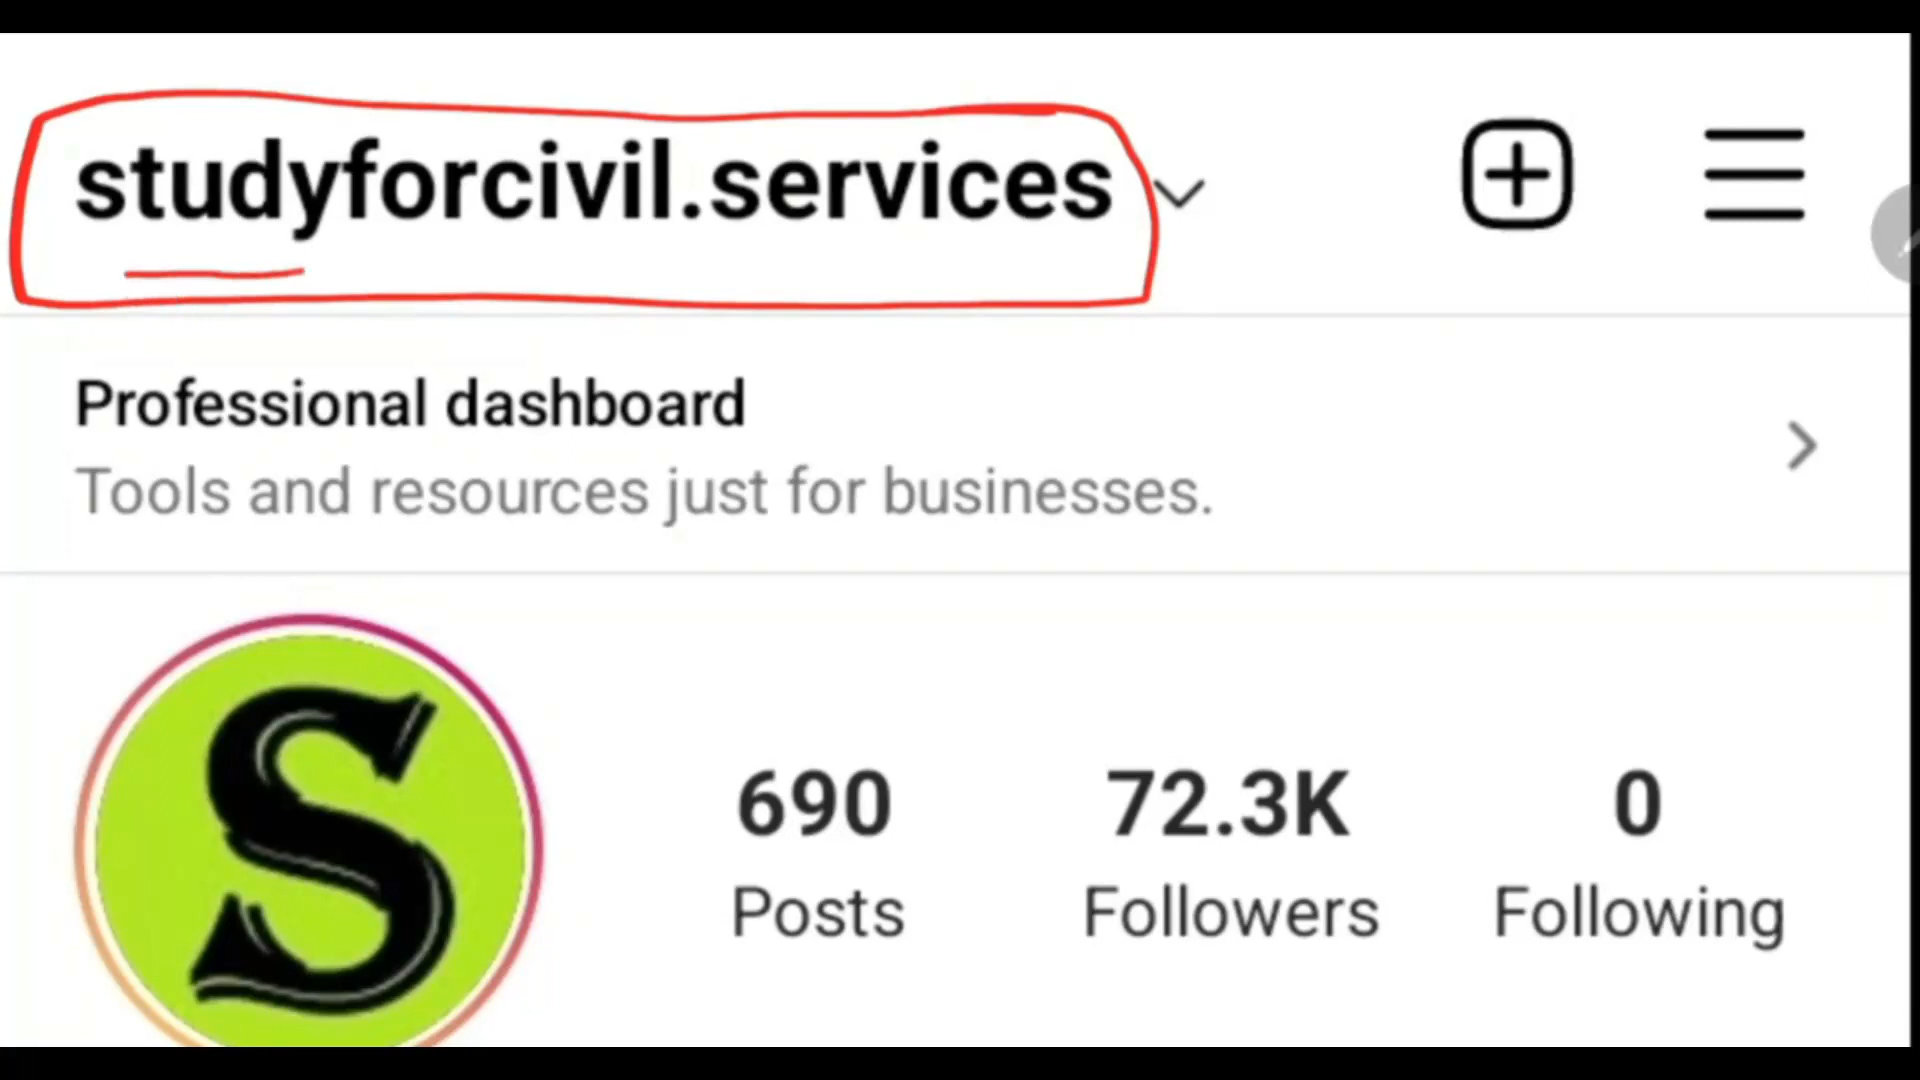 studyforcivil.services
Professional dashboard
Tools and resources just for businesses.
S
690 72.3K 0
Posts Followers Following